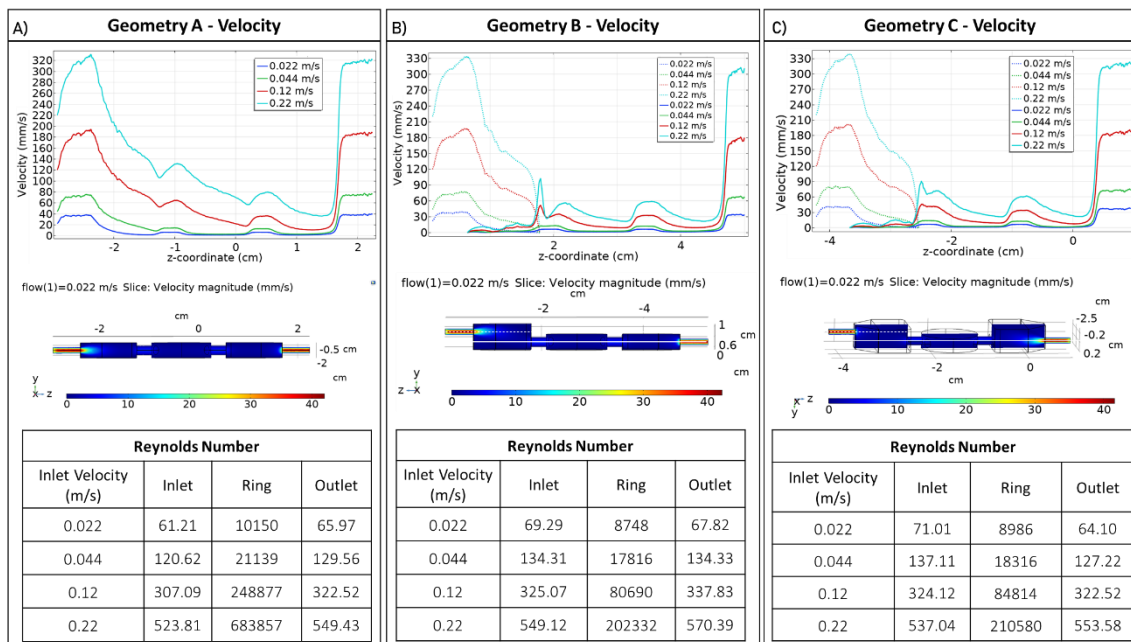 A) Geometry A - Velocity
320
280
240
200
160
120
80
40
20
0
Velocity (mm/s)
0.022 m/s
0.044 m/s
0.12 m/s
0.22 m/s
-2 -1 0 1 2
z-coordinate (cm)
flow(1)=0.022 m/s Slice: Velocity magnitude (mm/s)
cm
-2 0 2
-0.5 cm
-2
cm
y
x z
0 10 20 30 40
Reynolds Number
Inlet Velocity (m/s) Inlet Ring Outlet
0.022 61.21 10150 65.97
0.044 120.62 21139 129.56
0.12 307.09 248877 322.52
0.22 523.81 683857 549.43
B) Geometry B - Velocity
330
300
270
240
210
180
150
120
90
60
30
0
Velocity (mm/s)
0.022 m/s
0.044 m/s
0.12 m/s
0.22 m/s
0.022 m/s
0.044 m/s
0.12 m/s
0.22 m/s
2 4
z-coordinate (cm)
flow(1)=0.022 m/s Slice: Velocity magnitude (mm/s)
cm
-2 -4
1
0.6 cm
0
cm
y
z x
0 10 20 30 40
Reynolds Number
Inlet Velocity (m/s) Inlet Ring Outlet
0.022 69.29 8748 67.82
0.044 134.31 17816 134.33
0.12 325.07 80690 337.83
0.22 549.12 202332 570.39
C) Geometry C - Velocity
330
300
270
240
210
180
150
120
90
60
30
0
Velocity (mm/s)
0.022 m/s
0.044 m/s
0.12 m/s
0.22 m/s
0.022 m/s
0.044 m/s
0.12 m/s
0.22 m/s
-4 -2 0
z-coordinate (cm)
flow(1)=0.022 m/s Slice: Velocity magnitude (mm/s)
cm
-2.5
-0.2 cm
0.2
-4 -2 0
cm
x z
y
0 10 20 30 40
Reynolds Number
Inlet Velocity (m/s) Inlet Ring Outlet
0.022 71.01 8986 64.10
0.044 137.11 18316 127.22
0.12 324.12 84814 322.52
0.22 537.04 210580 553.58